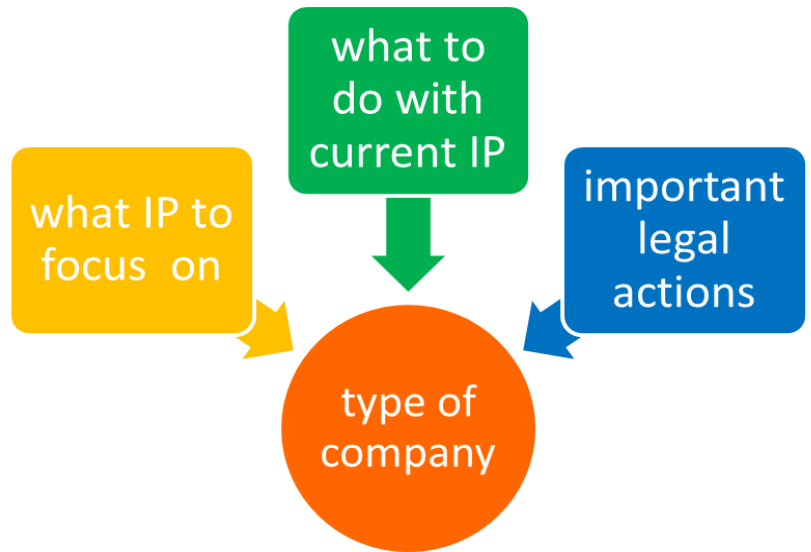 what to
do with
current IP
what IP to
focus on
important
legal
actions
type of
company